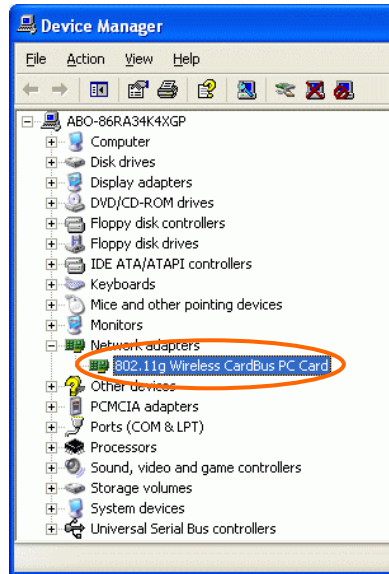 Device Manager
File Action View Help
ABO-86RA34K4XGP
Computer
Disk drives
Display adapters
DVD/CD-ROM drives
Floppy disk controllers
Floppy disk drives
IDE ATA/ATAPI controllers
Keyboards
Mice and other pointing devices
Monitors
Network adapters
802.11g Wireless CardBus PC Card
Other devices
PCMCIA adapters
Ports (COM & LPT)
Processors
Sound, video and game controllers
Storage volumes
System devices
Universal Serial Bus controllers